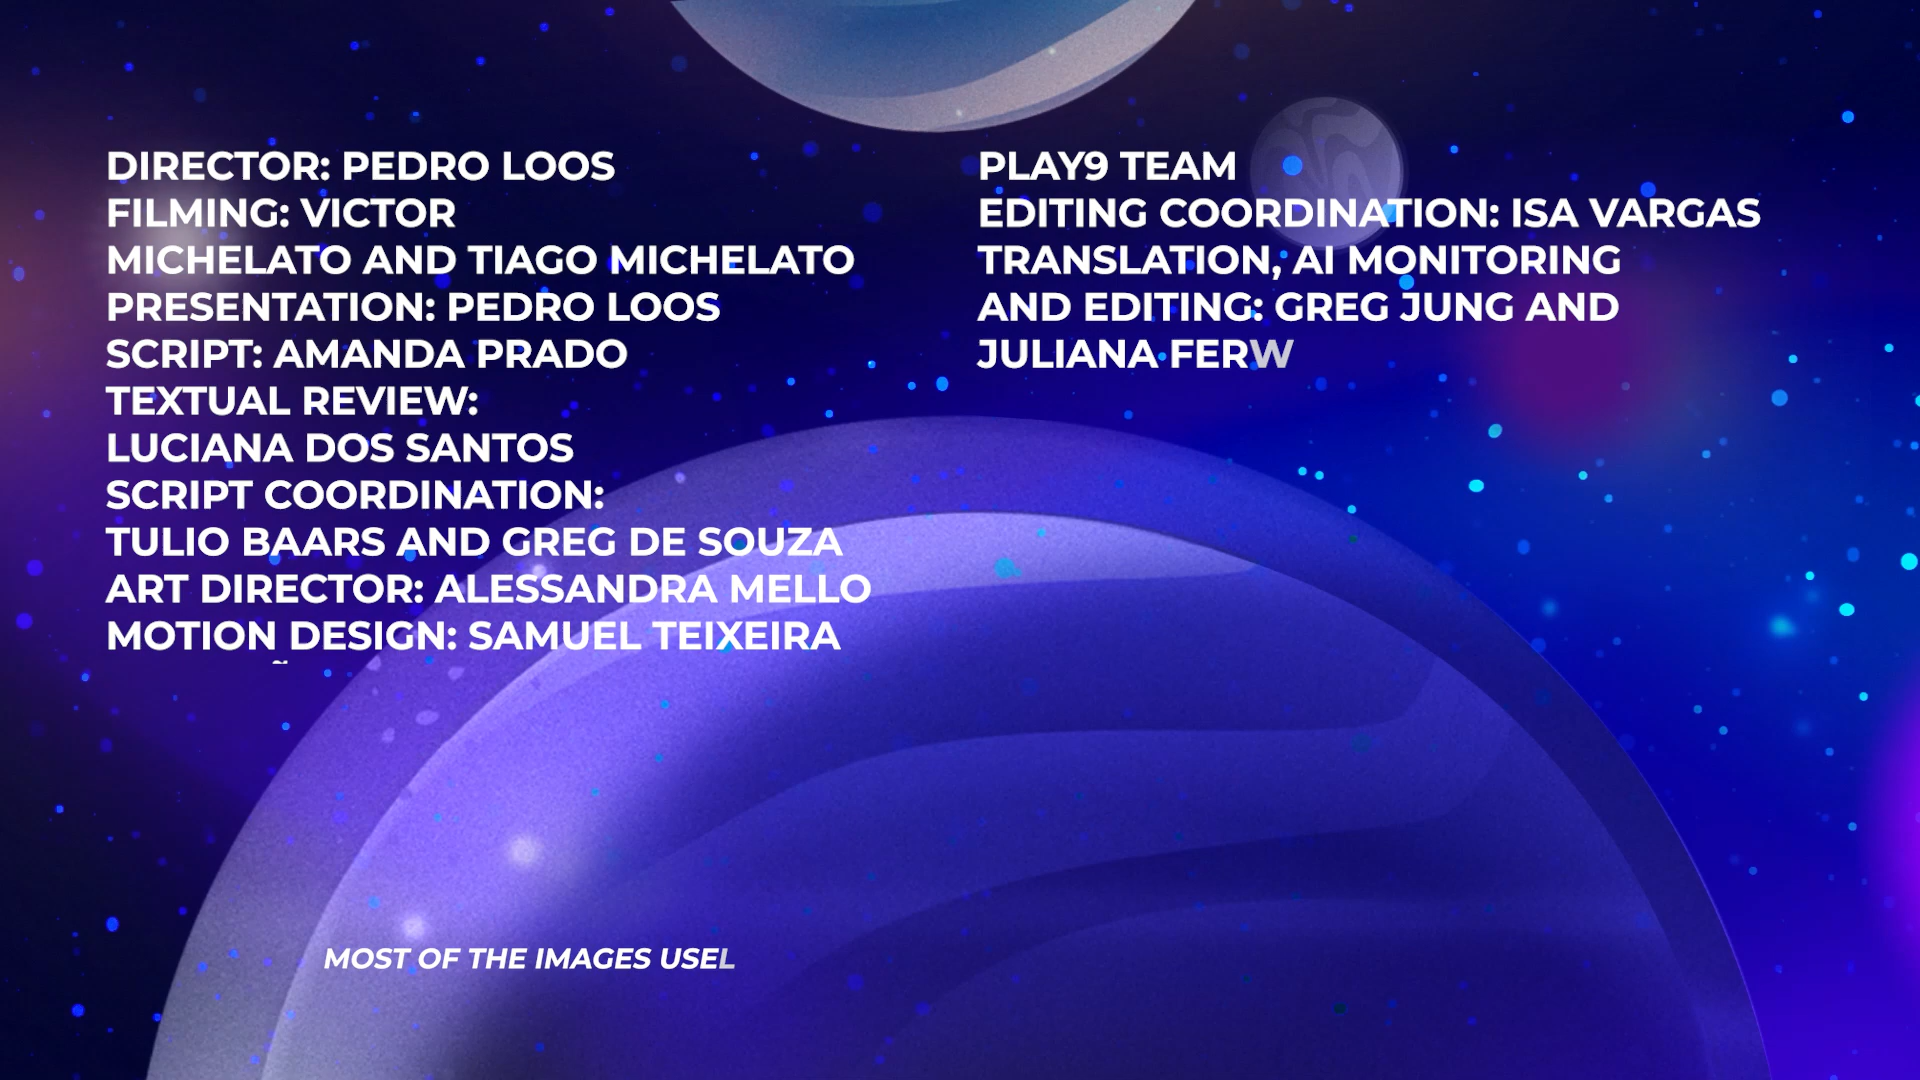 DIRECTOR: PEDRO LOOS
FILMING: VICTOR
MICHELATO AND TIAGO MICHELATO
PRESENTATION: PEDRO LOOS
SCRIPT: AMANDA PRADO
TEXTUAL REVIEW:
LUCIANA DOS SANTOS
SCRIPT COORDINATION:
TULIO BAARS AND GREG DE SOUZA
ART DIRECTOR: ALESSANDRA MELLO
MOTION DESIGN: SAMUEL TEIXEIRA
PLAY9 TEAM
EDITING COORDINATION: ISA VARGAS
TRANSLATION, AI MONITORING
AND EDITING: GREG JUNG AND
JULIANA
MOST OF THE IMAGES